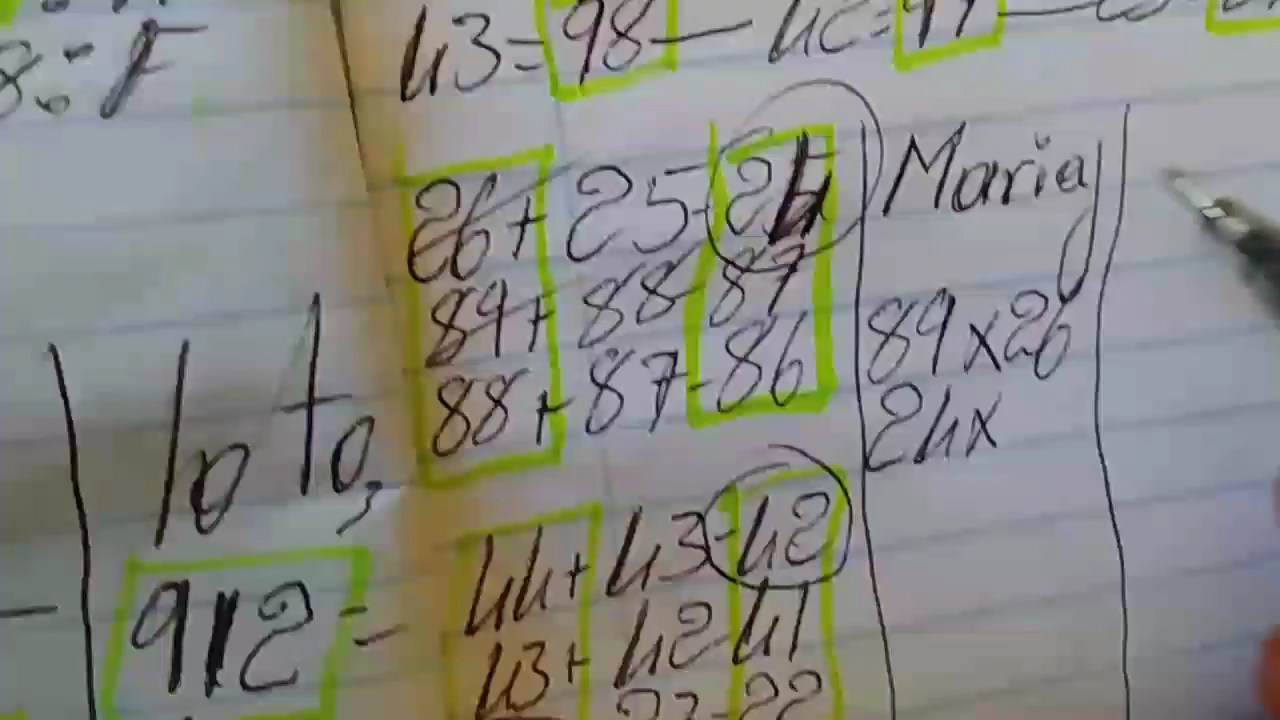 43=98—42=97—
26+25-24 Maria
89+88-87
88+87-86 89x26
24x
loto,
44+43-42
912=
43+42-41